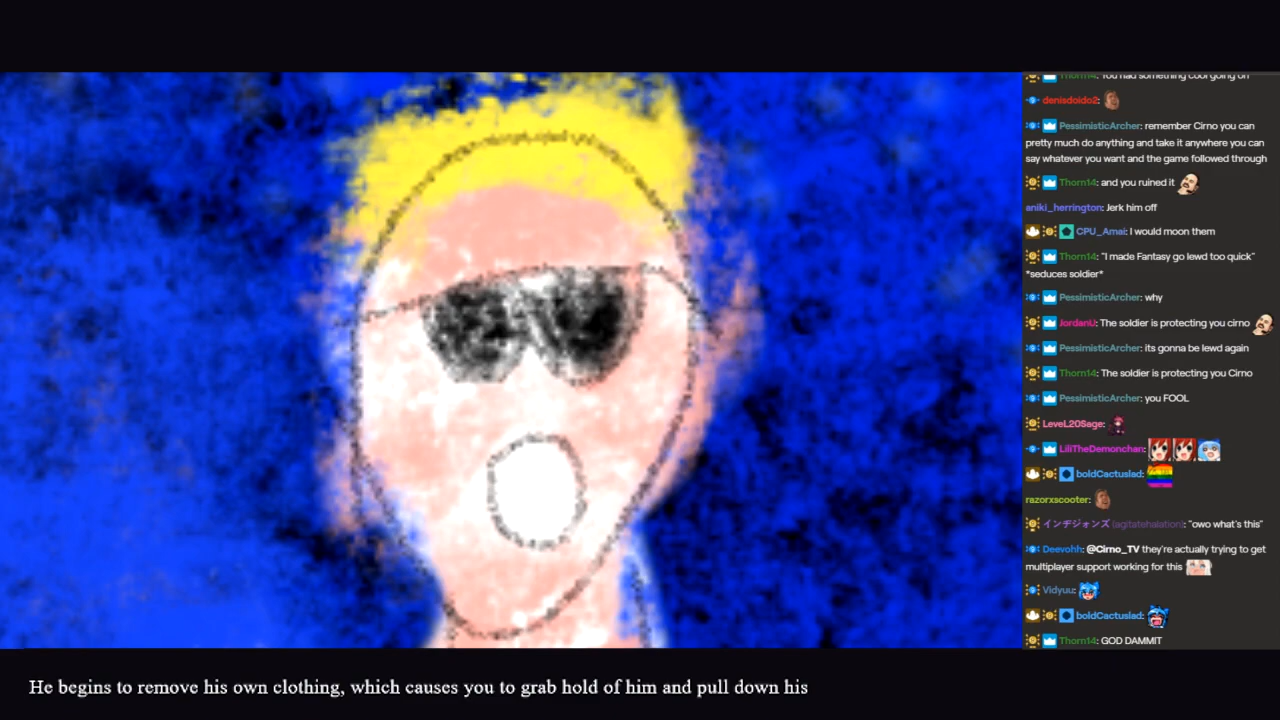 Thorn14: You had something cool going on
denisdoido2:
PessimisticArcher: remember Cirno you can
pretty much do anything and take it anywhere you can
say whatever you want and the game followed through
Thorn14: and you ruined it
aniki_herrington: Jerk him off
CPU_Amai: I would moon them
Thorn14: "I made Fantasy go lewd too quick"
*seduces soldier*
PessimisticArcher: why
JordanU: The soldier is protecting you cirno
PessimisticArcher: its gonna be lewd again
Thorn14: The soldier is protecting you Cirno
PessimisticArcher: you FOOL
LeveL20Sage:
LiliTheDemonchan:
boldCactuslad:
razorxscooter:
インヂジョンズ (agitatehalation): "owo what's this"
Deevohh: @Cirno_TV they're actually trying to get
multiplayer support working for this
Vidyuu:
boldCactuslad:
Thorn14: GOD DAMMIT
He begins to remove his own clothing, which causes you to grab hold of him and pull down his